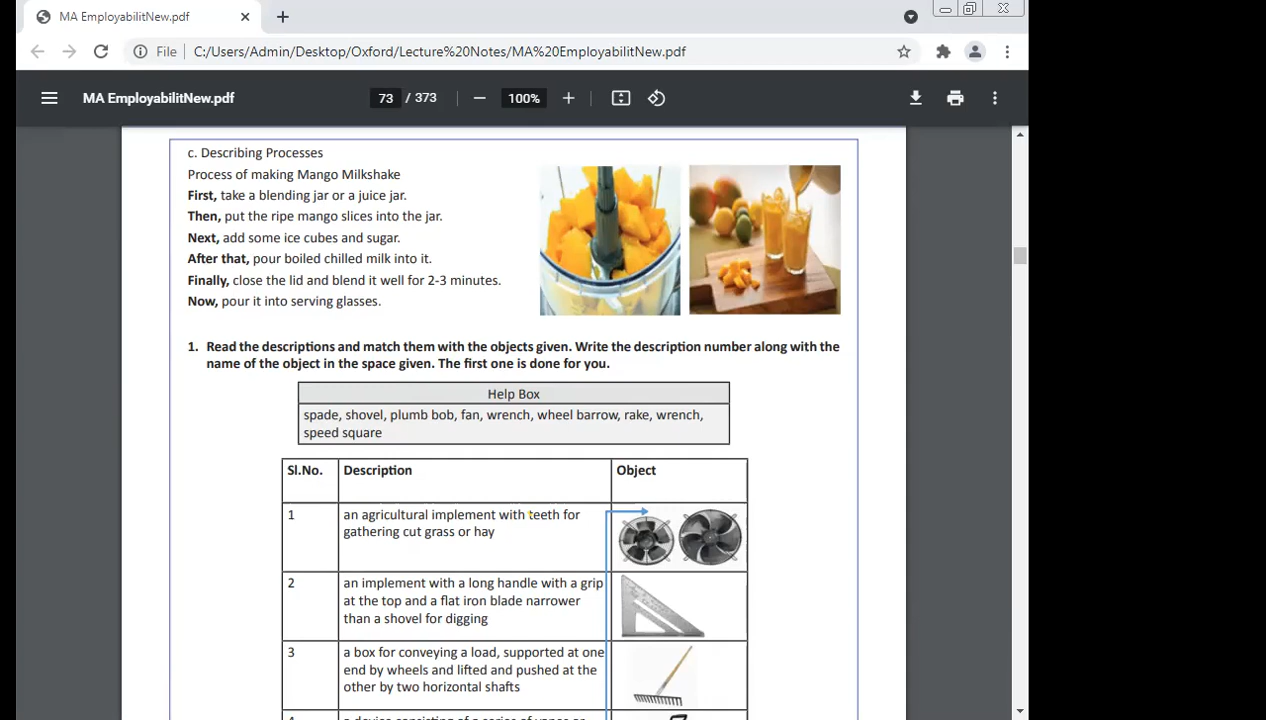 MA EmployabilitNew.pdf
File C:/Users/Admin/Desktop/Oxford/Lecture%20Notes/MA%20EmployabilitNew.pdf
MA EmployabilitNew.pdf 73 / 373 100%
c. Describing Processes
Process of making Mango Milkshake
First, take a blending jar or a juice jar.
Then, put the ripe mango slices into the jar.
Next, add some ice cubes and sugar.
After that, pour boiled chilled milk into it.
Finally, close the lid and blend it well for 2-3 minutes.
Now, pour it into serving glasses.
1. Read the descriptions and match them with the objects given. Write the description number along with the
name of the object in the space given. The first one is done for you.
Help Box
spade, shovel, plumb bob, fan, wrench, wheel barrow, rake, wrench,
speed square
Sl.No. Description Object
1 an agricultural implement with teeth for
gathering cut grass or hay
2 an implement with a long handle with a grip
at the top and a flat iron blade narrower
than a shovel for digging
3 a box for conveying a load, supported at one
end by wheels and lifted and pushed at the
other by two horizontal shafts